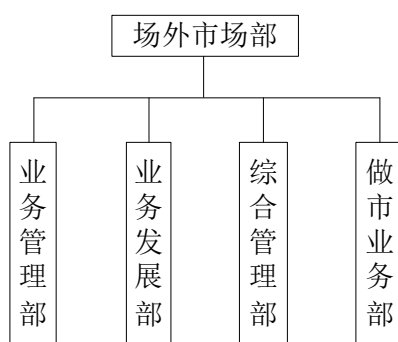 场外市场部
业务管理部
业务发展部
综合管理部
做市业务部